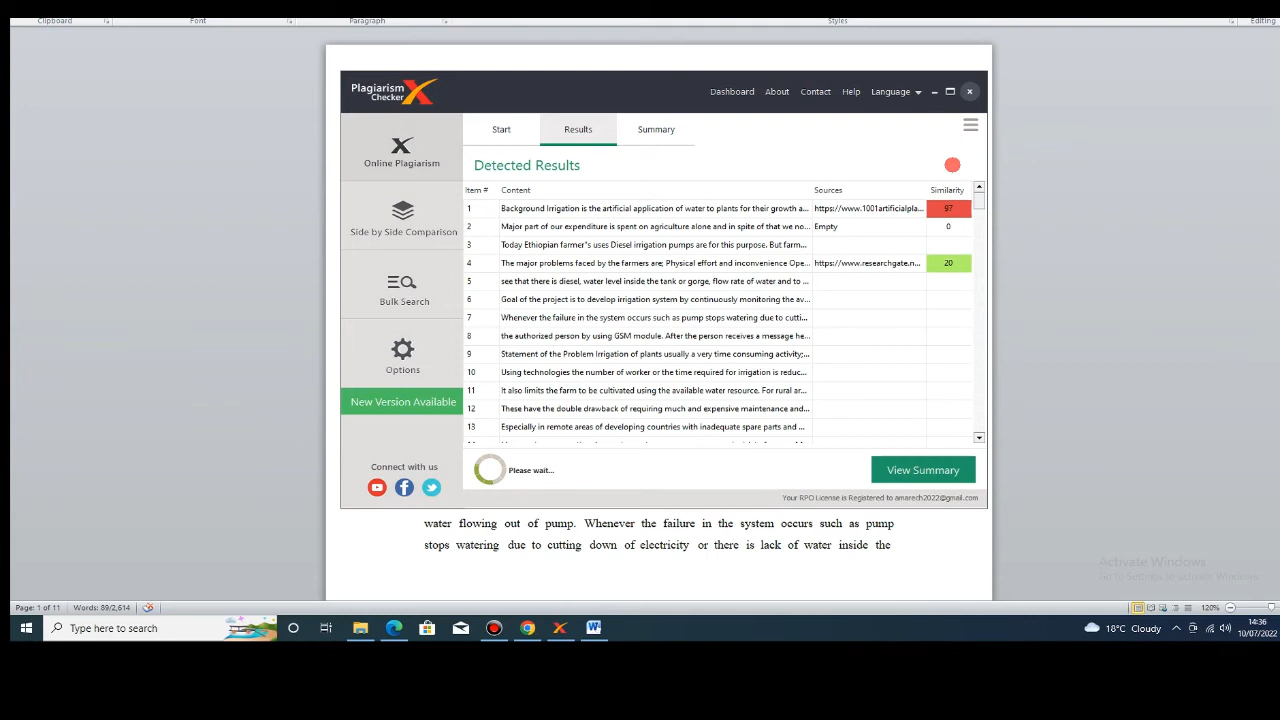 Clipboard Font Paragraph Styles Editing
Plagiarism Checker X
Dashboard About Contact Help Language
Online Plagiarism
Side by Side Comparison
Bulk Search
Options
New Version Available
Connect with us
Start Results Summary
Detected Results
Item # Content Sources Similarity
1 Background Irrigation is the artificial application of water to plants for their growth a... https://www.1001artificialpla... 97
2 Major part of our expenditure is spent on agriculture alone and in spite of that we no... Empty 0
3 Today Ethiopian farmer"s uses Diesel irrigation pumps are for this purpose. But farm...
4 The major problems faced by the farmers are; Physical effort and inconvenience Ope... https://www.researchgate.n... 20
5 see that there is diesel, water level inside the tank or gorge, flow rate of water and to ...
6 Goal of the project is to develop irrigation system by continuously monitoring the av...
7 Whenever the failure in the system occurs such as pump stops watering due to cutti...
8 the authorized person by using GSM module. After the person receives a message he...
9 Statement of the Problem Irrigation of plants usually a very time consuming activity;...
10 Using technologies the number of worker or the time required for irrigation is reduc...
11 It also limits the farm to be cultivated using the available water resource. For rural ar...
12 These have the double drawback of requiring much and expensive maintenance and...
13 Especially in remote areas of developing countries with inadequate spare parts and ...
Please wait...
View Summary
Your RPO License is Registered to amarech2022@gmail.com
water flowing out of pump. Whenever the failure in the system occurs such as pump
stops watering due to cutting down of electricity or there is lack of water inside the
Activate Windows
Go to Settings to activate Windows.
Page: 1 of 11 Words: 89/2,614 120%
Type here to search
18°C Cloudy
14:36
10/07/2022